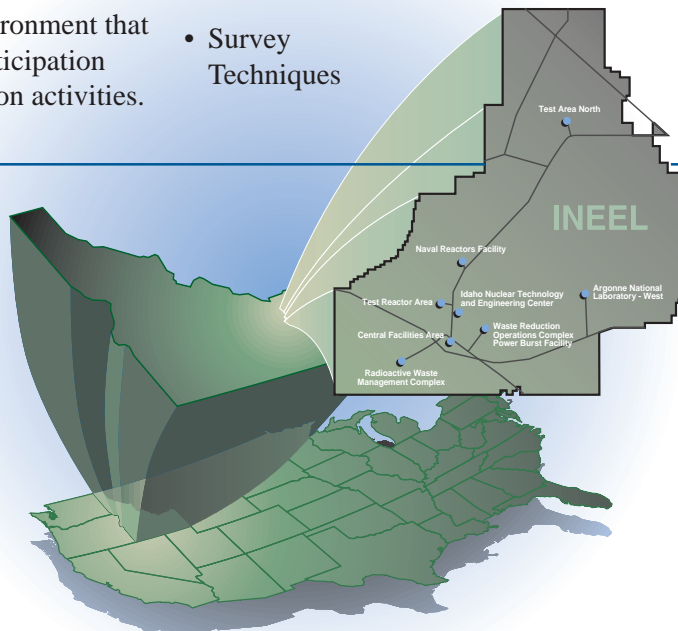 ronment that
ticipation
on activities.
• Survey
Techniques
Test Area North
INEEL
Naval Reactors Facility
Test Reactor Area
Idaho Nuclear Technology
and Engineering Center
Argonne National
Laboratory - West
Central Facilities Area
Waste Reduction
Operations Complex
Power Burst Facility
Radioactive Waste
Management Complex